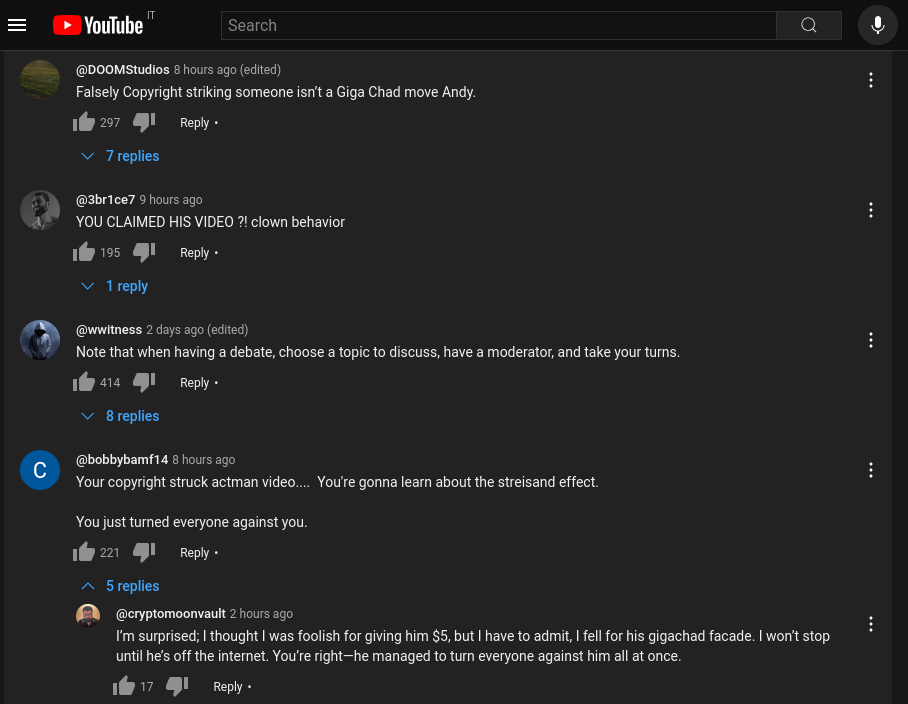 YouTube IT
Search
@DOOMStudios 8 hours ago (edited)
Falsely Copyright striking someone isn’t a Giga Chad move Andy.
297 Reply •
7 replies
@3br1ce7 9 hours ago
YOU CLAIMED HIS VIDEO ?! clown behavior
195 Reply •
1 reply
@wwitness 2 days ago (edited)
Note that when having a debate, choose a topic to discuss, have a moderator, and take your turns.
414 Reply •
8 replies
C
@bobbybamf14 8 hours ago
Your copyright struck actman video....  You're gonna learn about the streisand effect.
You just turned everyone against you.
221 Reply •
5 replies
@cryptomoonvault 2 hours ago
I’m surprised; I thought I was foolish for giving him $5, but I have to admit, I fell for his gigachad facade. I won’t stop
until he’s off the internet. You’re right—he managed to turn everyone against him all at once.
17 Reply •